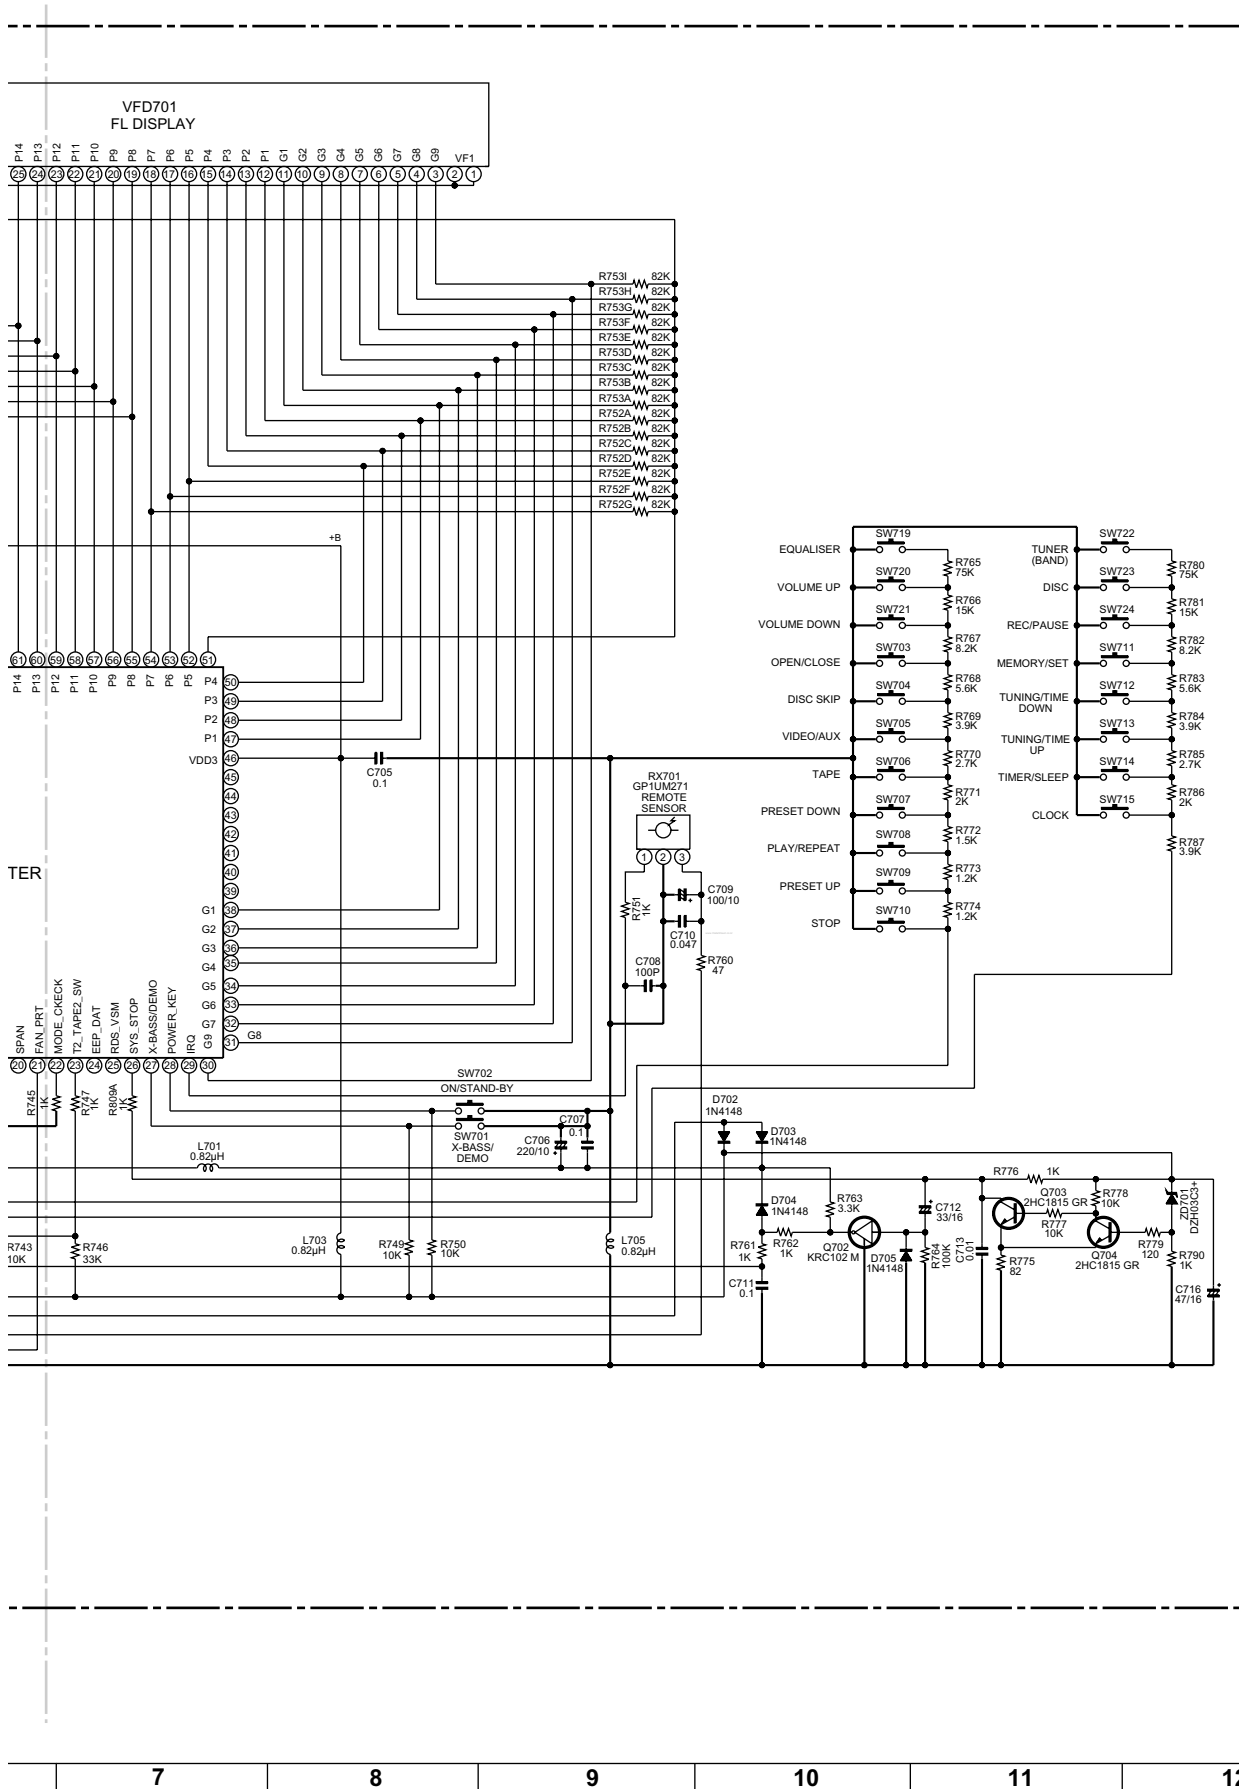 VFD701
FL DISPLAY
P14 P13 P12 P11 P10 P9 P8 P7 P6 P5 P4 P3 P2 P1 G1 G2 G3 G4 G5 G6 G7 G8 G9 VF1
25 24 23 22 21 20 19 18 17 16 15 14 13 12 11 10 9 8 7 6 5 4 3 2 1
R753I 82K
R753H 82K
R753G 82K
R753F 82K
R753E 82K
R753D 82K
R753C 82K
R753B 82K
R753A 82K
R752A 82K
R752B 82K
R752C 82K
R752D 82K
R752E 82K
R752F 82K
R752G 82K
+B
61 60 59 58 57 56 55 54 53 52 51
P14 P13 P12 P11 P10 P9 P8 P7 P6 P5
P4 50
P3 49
P2 48
P1 47
VDD3 46
45
44
43
42
41
40
39
G1 38
G2 37
G3 36
G4 35
G5 34
G6 33
G7 32
G9 31 G8
TER
C705
0.1
SPAN FAN_PRT MODE_CKECK T2_TAPE2_SW EEP_DAT RDS_VSM SYS_STOP X-BASS/DEMO POWER_KEY IRQ
20 21 22 23 24 25 26 27 28 29 30
R745
1K
R747
1K
R809A
1K
RX701
GP1UM271
REMOTE
SENSOR
1 2 3
R751
1K
C709
100/10
C710
0.047
C708
100P
R760
47
EQUALISER SW719
R765
75K
VOLUME UP SW720
R766
15K
VOLUME DOWN SW721
R767
8.2K
OPEN/CLOSE SW703
R768
5.6K
DISC SKIP SW704
R769
3.9K
VIDEO/AUX SW705
R770
2.7K
TAPE SW706
R771
2K
PRESET DOWN SW707
R772
1.5K
PLAY/REPEAT SW708
R773
1.2K
PRESET UP SW709
R774
1.2K
STOP SW710
TUNER
(BAND) SW722
R780
75K
DISC SW723
R781
15K
REC/PAUSE SW724
R782
8.2K
MEMORY/SET SW711
R783
5.6K
TUNING/TIME
DOWN SW712
R784
3.9K
TUNING/TIME
UP SW713
R785
2.7K
TIMER/SLEEP SW714
R786
2K
CLOCK SW715
R787
3.9K
SW702
ON/STAND-BY
SW701
X-BASS/
DEMO
C707
0.1
C706
220/10
L701
0.82µH
L703
0.82µH
R749
10K
R750
10K
L705
0.82µH
R743
10K
R746
33K
D702
1N4148
D703
1N4148
D704
1N4148
R763
3.3K
R761
1K
R762
1K
C711
0.1
Q702
KRC102 M
D705
1N4148
C712
33/16
R764
100K
C713
0.01
R776 1K
Q703
2HC1815 GR
R777
10K
R778
10K
R775
82
Q704
2HC1815 GR
R779
120
ZD701
DZH03C3+
R790
1K
C716
47/16
7 8 9 10 11 12